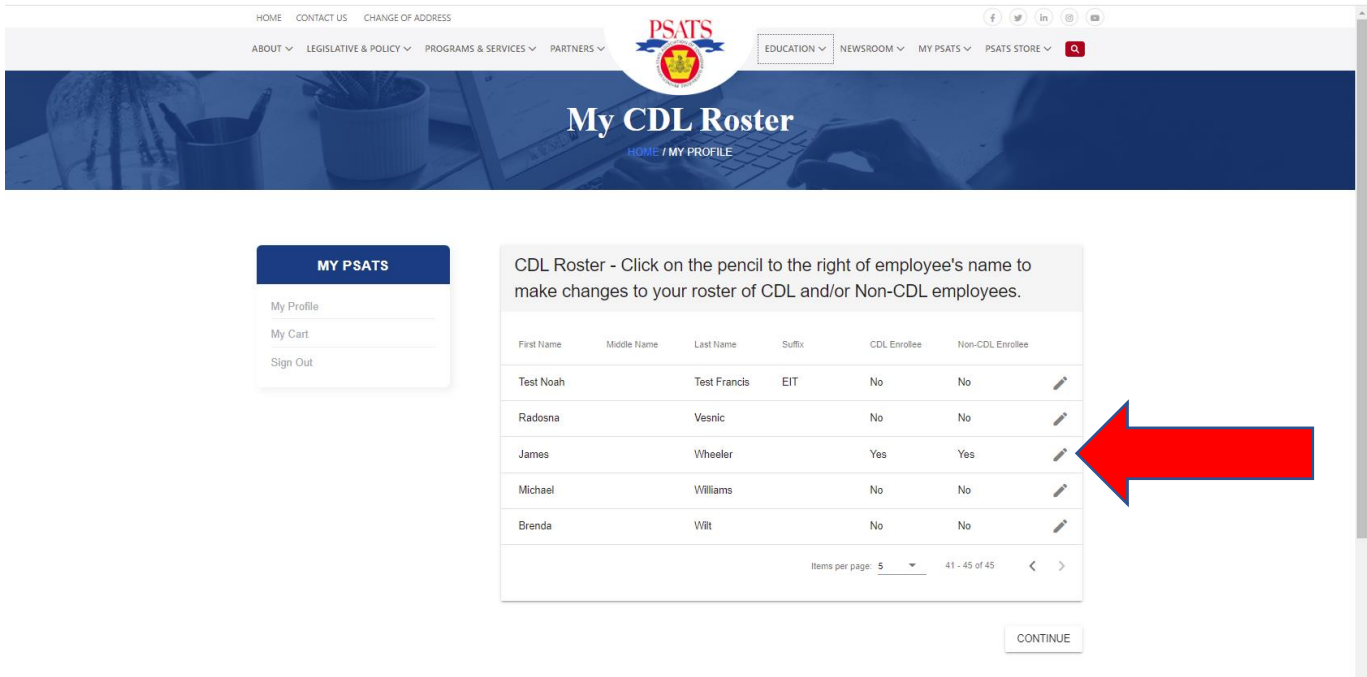 HOME CONTACT US CHANGE OF ADDRESS
PSATS
ABOUT LEGISLATIVE & POLICY PROGRAMS & SERVICES PARTNERS EDUCATION NEWSROOM MY PSATS PSATS STORE
My CDL Roster
HOME / MY PROFILE
MY PSATS
My Profile
My Cart
Sign Out
CDL Roster - Click on the pencil to the right of employee's name to
make changes to your roster of CDL and/or Non-CDL employees.
First Name Middle Name Last Name Suffix CDL Enrollee Non-CDL Enrollee
Test Noah Test Francis EIT No No
Radosna Vesnic No No
James Wheeler Yes Yes
Michael Williams No No
Brenda Wilt No No
Items per page: 5 41 - 45 of 45
CONTINUE